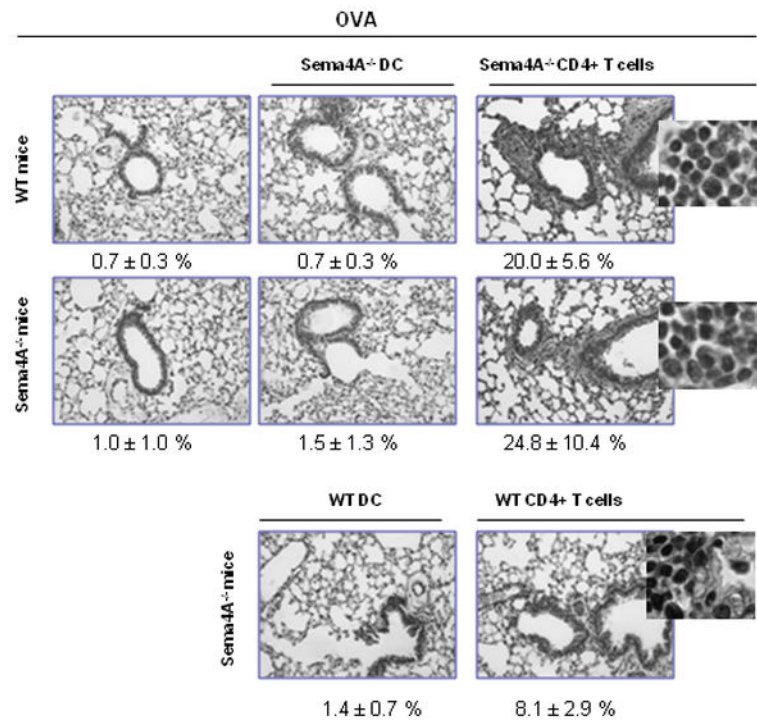 OVA
Sema4A-/- DC
Sema4A-/-CD4+ T cells
WT mice
0.7 ± 0.3 %
0.7 ± 0.3 %
20.0 ± 5.6 %
Sema4A-/-mice
1.0 ± 1.0 %
1.5 ± 1.3 %
24.8 ± 10.4 %
WT DC
WT CD4+ T cells
Sema4A-/-mice
1.4 ± 0.7 %
8.1 ± 2.9 %